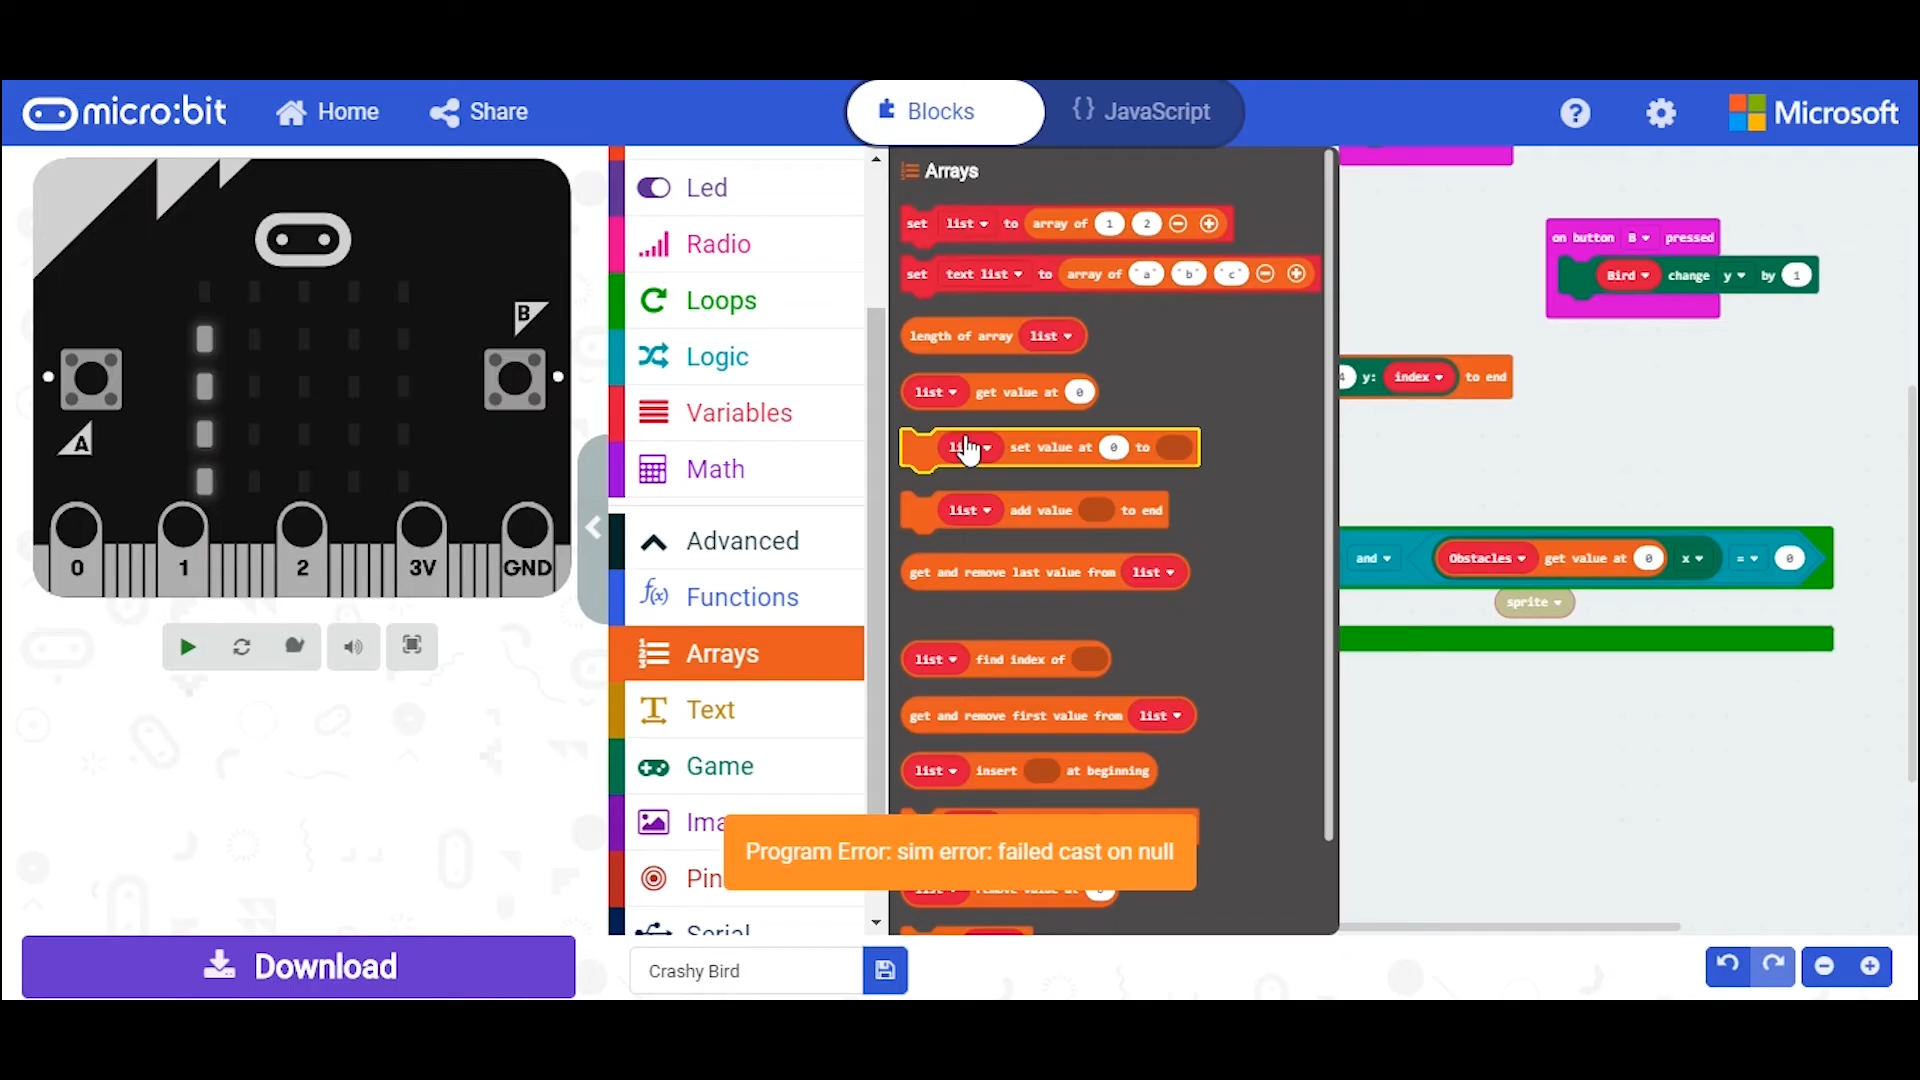 micro:bit Home Share Blocks {} JavaScript ? Microsoft
B
A
0 1 2 3V GND
Download
Led
Radio
Loops
Logic
Variables
Math
Advanced
f(x) Functions
Arrays
Text
Game
Ima
Pin
Serial
Arrays
set list to array of 1 2
set text list to array of "a" "b" "c"
length of array list
list get value at 0
list set value at 0 to
list add value to end
get and remove last value from list
list find index of
get and remove first value from list
list insert at beginning
Program Error: sim error: failed cast on null
on button B pressed
Bird change y by 1
y: index to end
and Obstacles get value at 0 x = 0
sprite
Crashy Bird